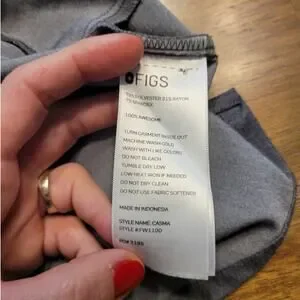 FIGS
72% POLYESTER 21% RAYON
7% SPANDEX
100% AWESOME
TURN GARMENT INSIDE OUT
MACHINE WASH COLD
WASH WITH LIKE COLORS
DO NOT BLEACH
TUMBLE DRY LOW
LOW HEAT IRON IF NEEDED
DO NOT DRY CLEAN
DO NOT USE FABRIC SOFTENER
MADE IN INDONESIA
STYLE NAME: CASMA
STYLE #:FW1100